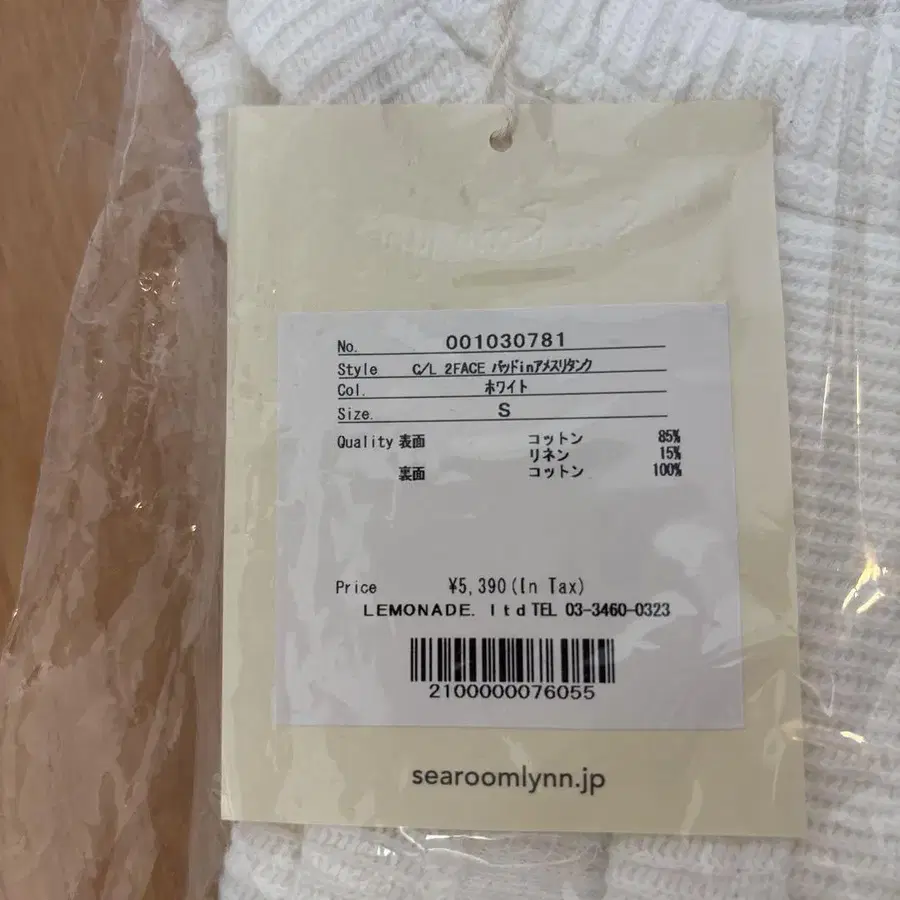 No. 001030781
Style C/L 2FACE パッドinアメスリタンク
Col. ホワイト
Size. S
Quality 表面 コットン 85%
リネン 15%
裏面 コットン 100%
Price ¥5,390(In Tax)
LEMONADE. ltd TEL 03-3460-0323
2100000076055
searoomlynn.jp